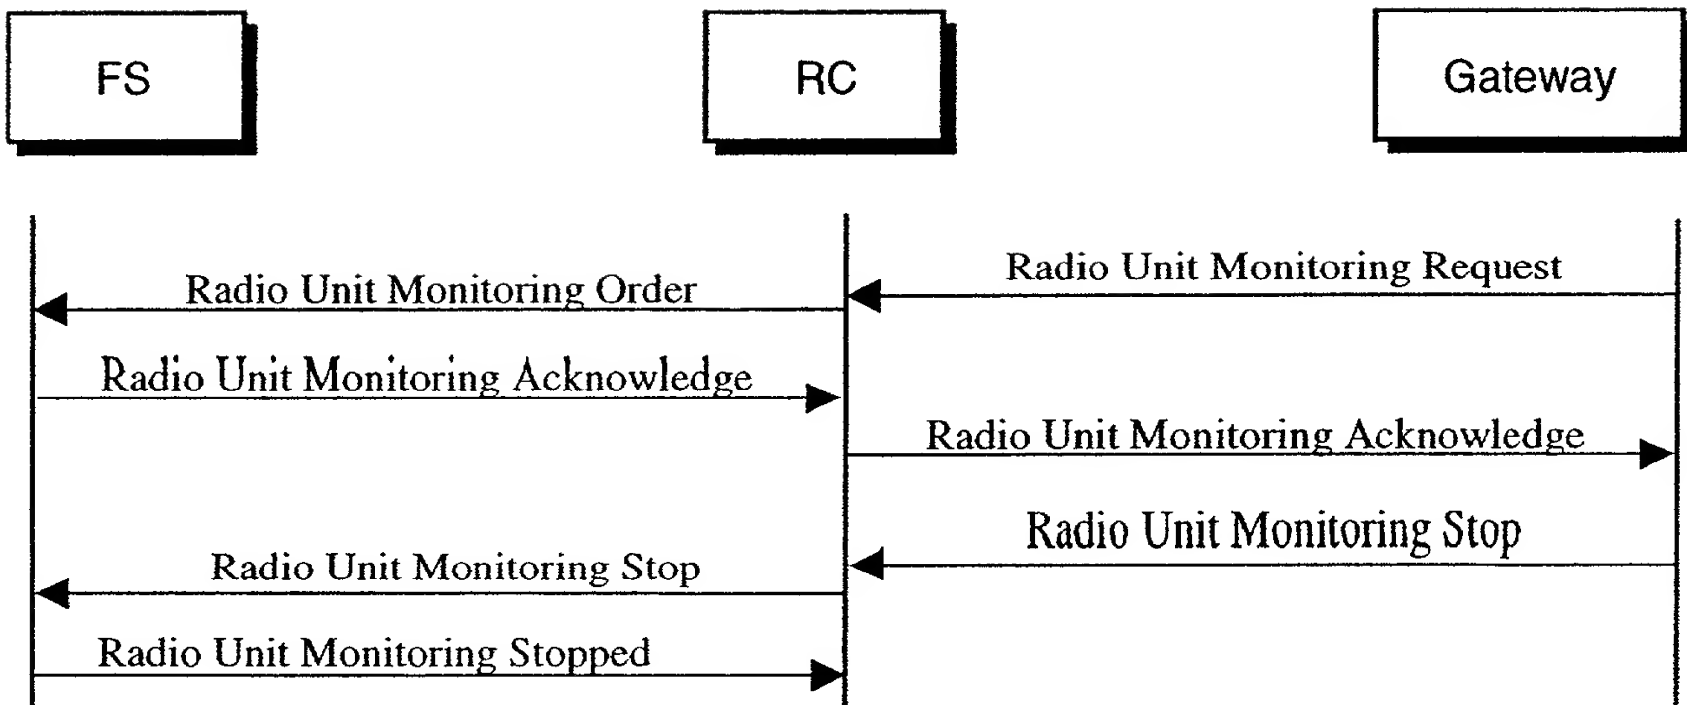 FS
RC
Gateway
Radio Unit Monitoring Request
Radio Unit Monitoring Order
Radio Unit Monitoring Acknowledge
Radio Unit Monitoring Acknowledge
Radio Unit Monitoring Stop
Radio Unit Monitoring Stop
Radio Unit Monitoring Stopped